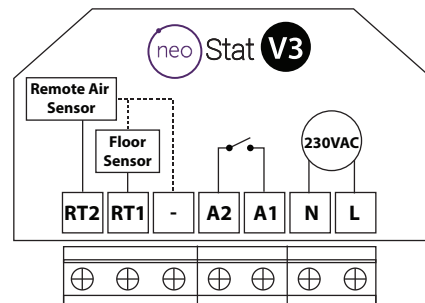 neo Stat V3
Remote Air
Sensor
Floor
Sensor
230VAC
RT2 RT1 - A2 A1 N L